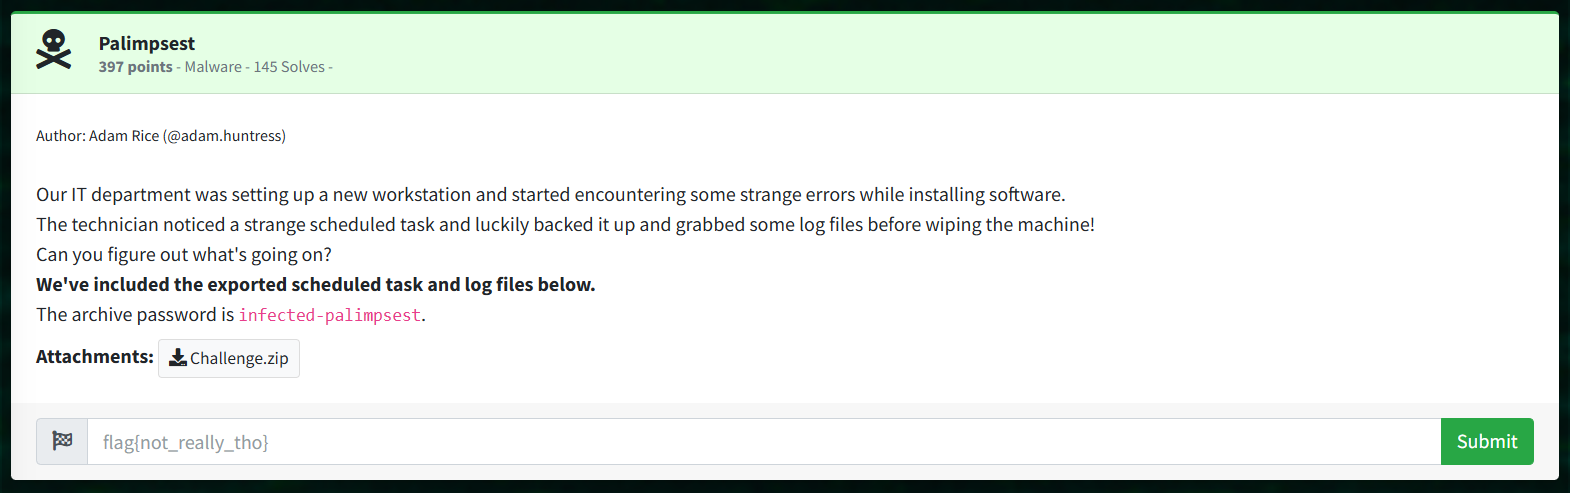 Palimpsest
397 points - Malware - 145 Solves -
Author: Adam Rice (@adam.huntress)
Our IT department was setting up a new workstation and started encountering some strange errors while installing software.
The technician noticed a strange scheduled task and luckily backed it up and grabbed some log files before wiping the machine!
Can you figure out what's going on?
We've included the exported scheduled task and log files below.
The archive password is infected-palimpsest.
Attachments: Challenge.zip
flag{not_really_tho} Submit